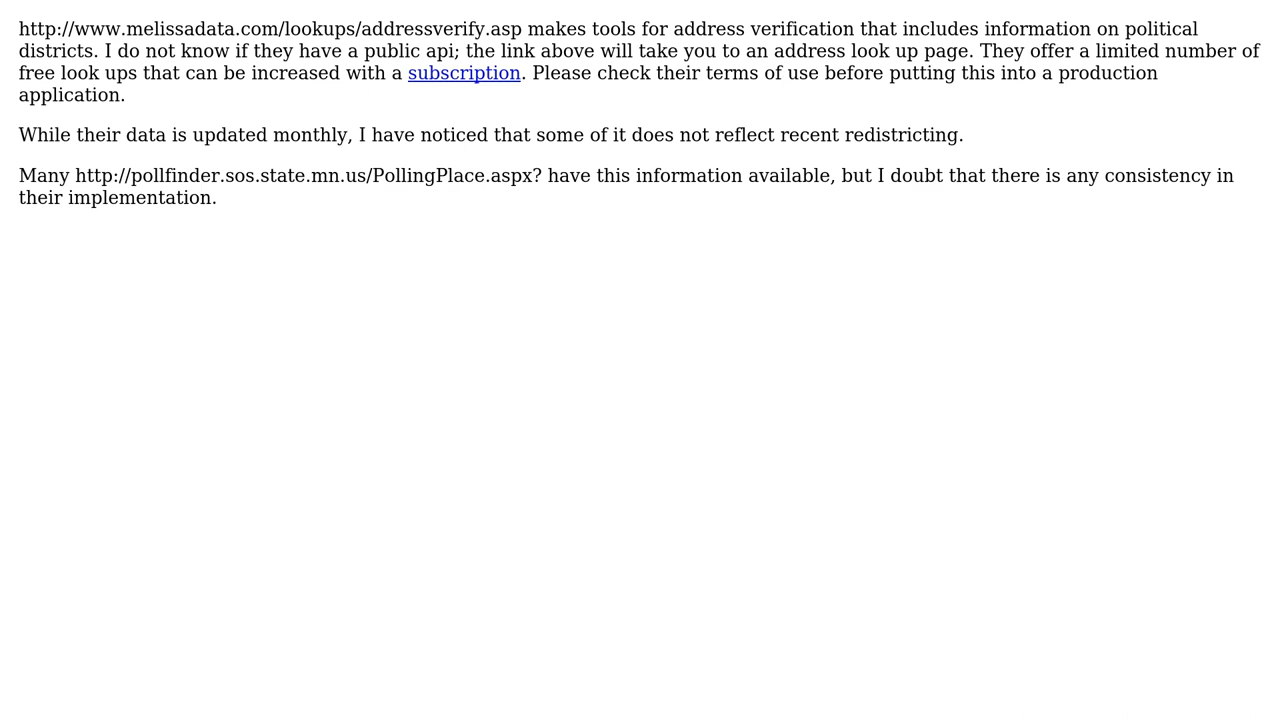 http://www.melissadata.com/lookups/addressverify.asp makes tools for address verification that includes information on political
districts. I do not know if they have a public api; the link above will take you to an address look up page. They offer a limited number of
free look ups that can be increased with a subscription. Please check their terms of use before putting this into a production
application.
While their data is updated monthly, I have noticed that some of it does not reflect recent redistricting.
Many http://pollfinder.sos.state.mn.us/PollingPlace.aspx? have this information available, but I doubt that there is any consistency in
their implementation.